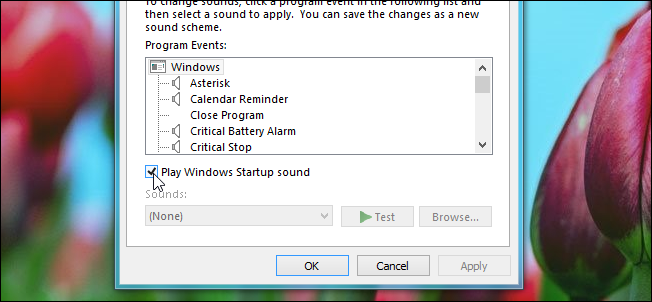 To change sounds, click a program event in the following list and
then select a sound to apply. You can save the changes as a new
sound scheme.
Program Events:
Windows
Asterisk
Calendar Reminder
Close Program
Critical Battery Alarm
Critical Stop
Play Windows Startup sound
Sounds:
(None)
Test
Browse...
OK
Cancel
Apply